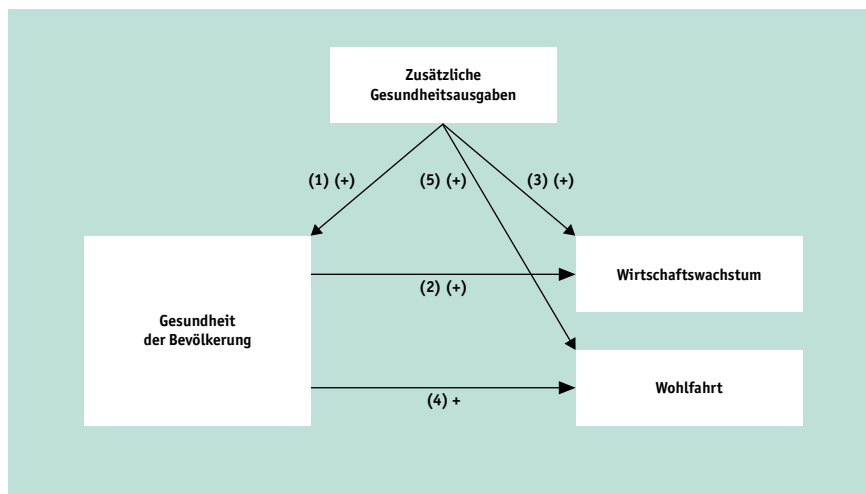 Zusätzliche
Gesundheitsausgaben
(1) (+)
(5) (+)
(3) (+)
Gesundheit
der Bevölkerung
(2) (+)
Wirtschaftswachstum
(4) +
Wohlfahrt